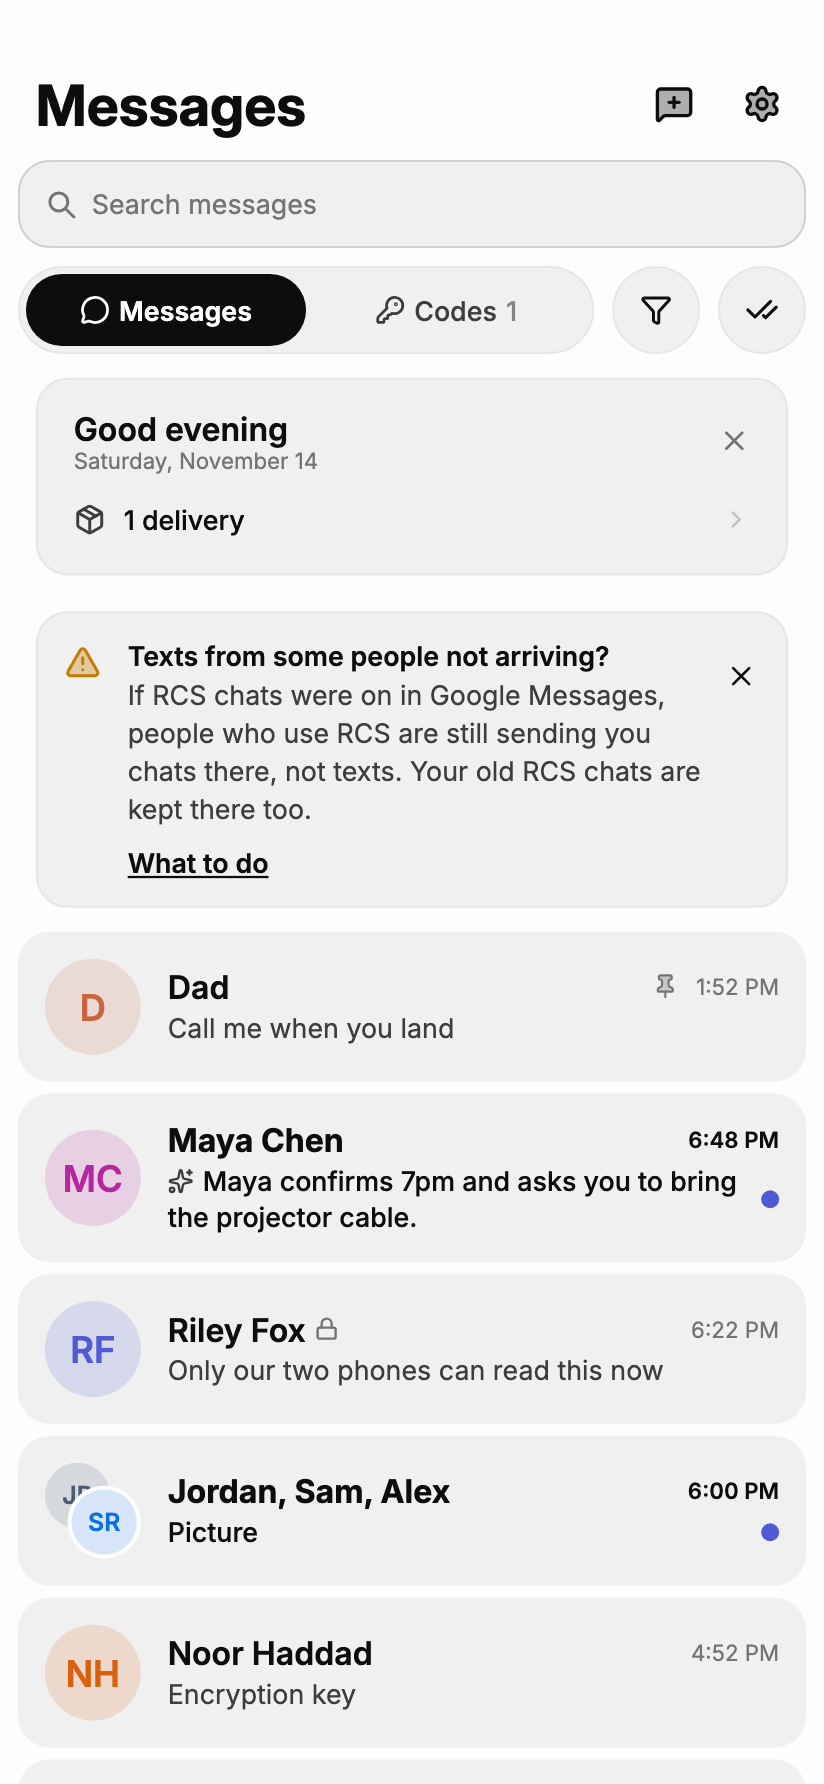 Messages
Search messages
Messages
Codes 1
Good evening
Saturday, November 14
1 delivery
Texts from some people not arriving?
If RCS chats were on in Google Messages,
people who use RCS are still sending you
chats there, not texts. Your old RCS chats are
kept there too.
What to do
D
Dad
1:52 PM
Call me when you land
MC
Maya Chen
6:48 PM
Maya confirms 7pm and asks you to bring
the projector cable.
RF
Riley Fox
6:22 PM
Only our two phones can read this now
SR
Jordan, Sam, Alex
6:00 PM
Picture
NH
Noor Haddad
4:52 PM
Encryption key